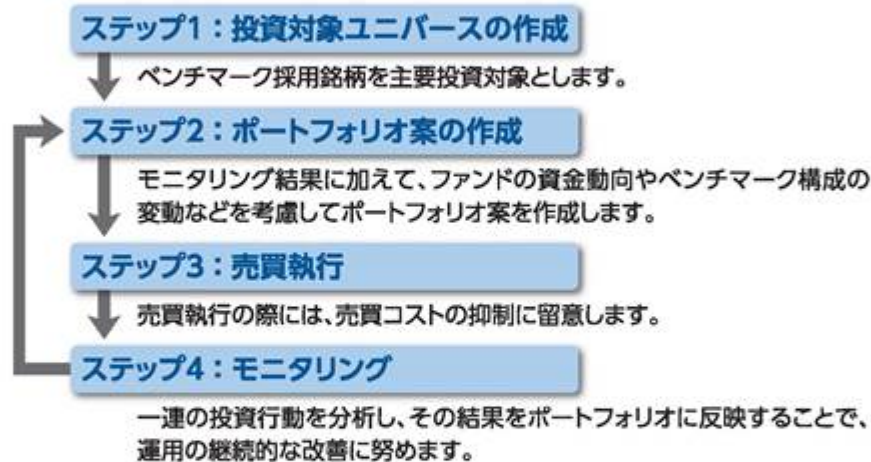 ステップ1：投資対象ユニバースの作成
ベンチマーク採用銘柄を主要投資対象とします。
ステップ2：ポートフォリオ案の作成
モニタリング結果に加えて、ファンドの資金動向やベンチマーク構成の
変動などを考慮してポートフォリオ案を作成します。
ステップ3：売買執行
売買執行の際には、売買コストの抑制に留意します。
ステップ4：モニタリング
一連の投資行動を分析し、その結果をポートフォリオに反映することで、
運用の継続的な改善に努めます。